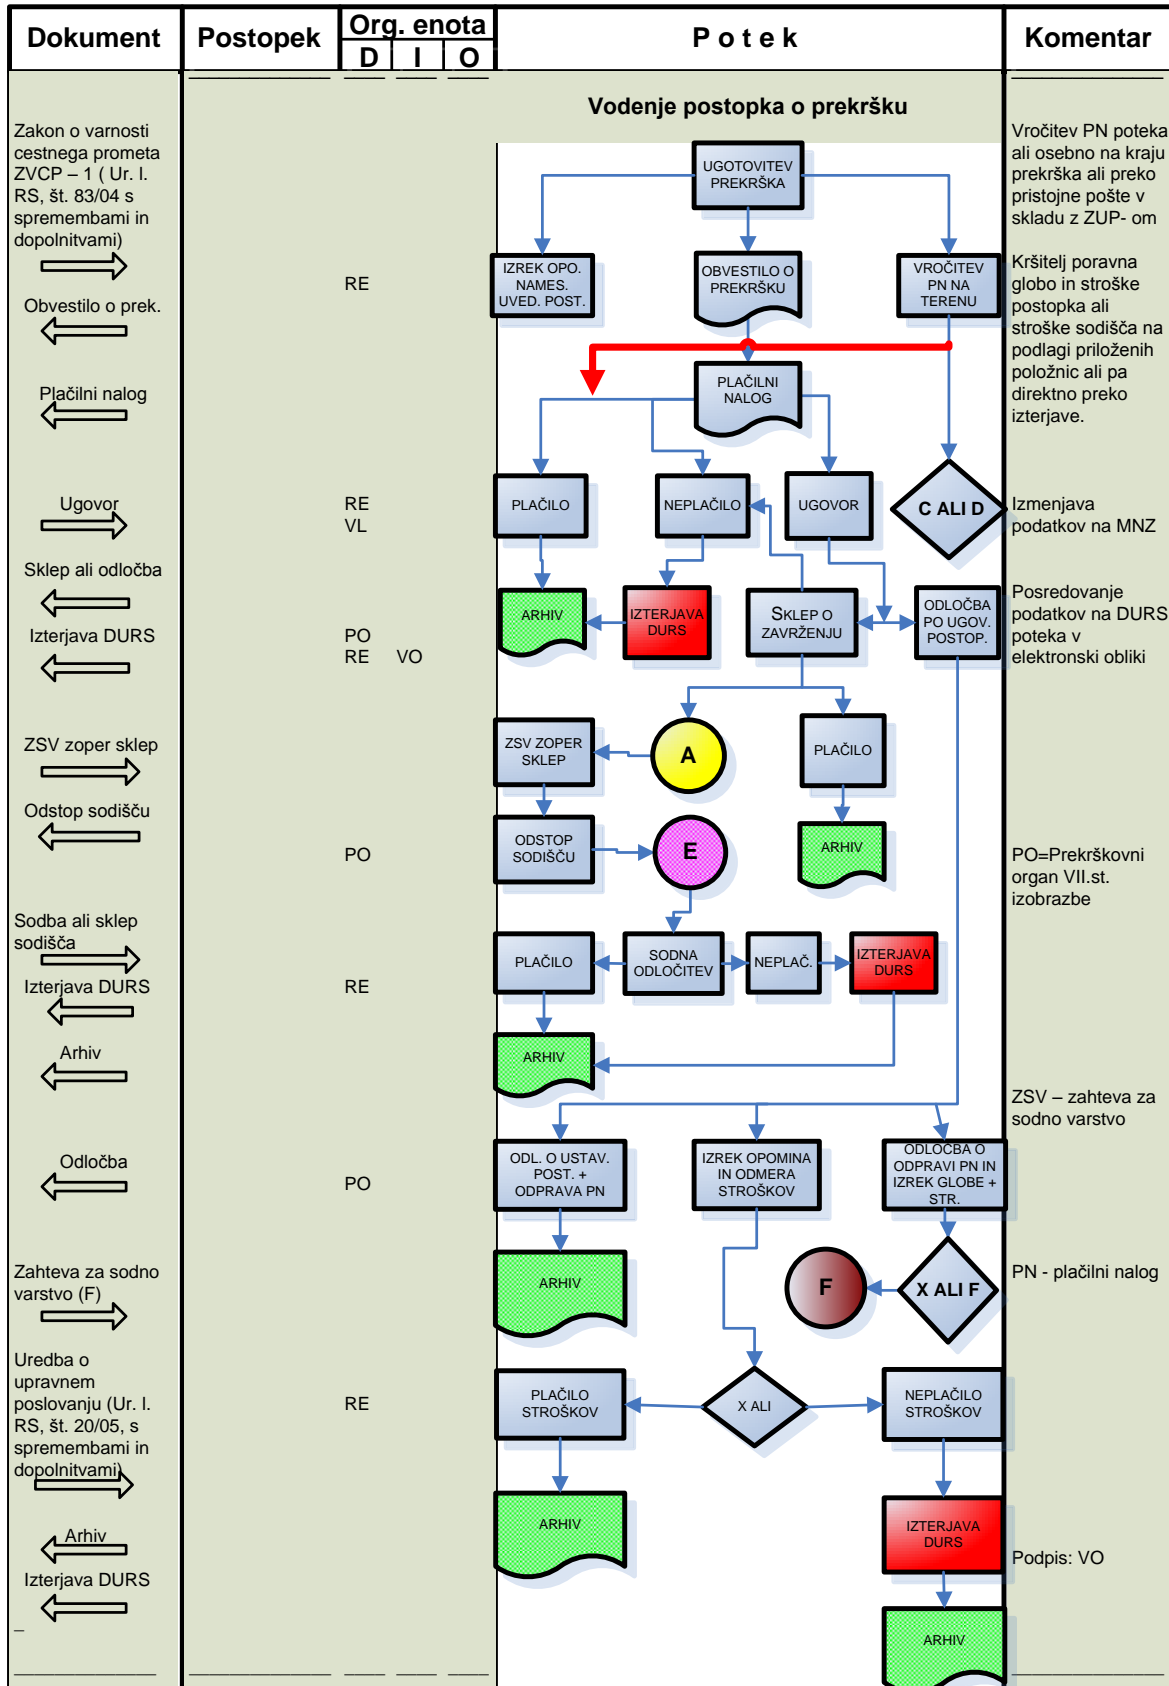 Dokument
Postopek
Org. enota
D
I
O
P o t e k
Komentar
Vodenje postopka o prekršku
Zakon o varnosti
cestnega prometa
ZVCP – 1 ( Ur. l.
RS, št. 83/04 s
spremembami in
dopolnitvami)
Obvestilo o prek.
Plačilni nalog
Ugovor
Sklep ali odločba
Izterjava DURS
ZSV zoper sklep
Odstop sodišču
Sodba ali sklep
sodišča
Izterjava DURS
Arhiv
Odločba
Zahteva za sodno
varstvo (F)
Uredba o
upravnem
poslovanju (Ur. l.
RS, št. 20/05, s
spremembami in
dopolnitvami)
Arhiv
Izterjava DURS
RE
RE
VL
PO
RE
VO
PO
RE
PO
RE
UGOTOVITEV
PREKRŠKA
IZREK OPO.
NAMES.
UVED. POST.
OBVESTILO O
PREKRŠKU
VROČITEV
PN NA
TERENU
PLAČILNI
NALOG
PLAČILO
NEPLAČILO
UGOVOR
C ALI D
ARHIV
IZTERJAVA
DURS
SKLEP O
ZAVRŽENJU
ODLOČBA
PO UGOV.
POSTOP.
ZSV ZOPER
SKLEP
A
PLAČILO
ODSTOP
SODIŠČU
E
ARHIV
PLAČILO
SODNA
ODLOČITEV
NEPLAČ.
IZTERJAVA
DURS
ARHIV
ODL. O USTAV.
POST. +
ODPRAVA PN
IZREK OPOMINA
IN ODMERA
STROŠKOV
ODLOČBA O
ODPRAVI PN IN
IZREK GLOBE +
STR.
ARHIV
F
X ALI F
PLAČILO
STROŠKOV
X ALI
NEPLAČILO
STROŠKOV
ARHIV
IZTERJAVA
DURS
ARHIV
Vročitev PN poteka
ali osebno na kraju
prekrška ali preko
pristojne pošte v
skladu z ZUP- om
Kršitelj poravna
globo in stroške
postopka ali
stroške sodišča na
podlagi priloženih
položnic ali pa
direktno preko
izterjave.
Izmenjava
podatkov na MNZ
Posredovanje
podatkov na DURS
poteka v
elektronski obliki
PO=Prekrškovni
organ VII.st.
izobrazbe
ZSV – zahteva za
sodno varstvo
PN - plačilni nalog
Podpis: VO